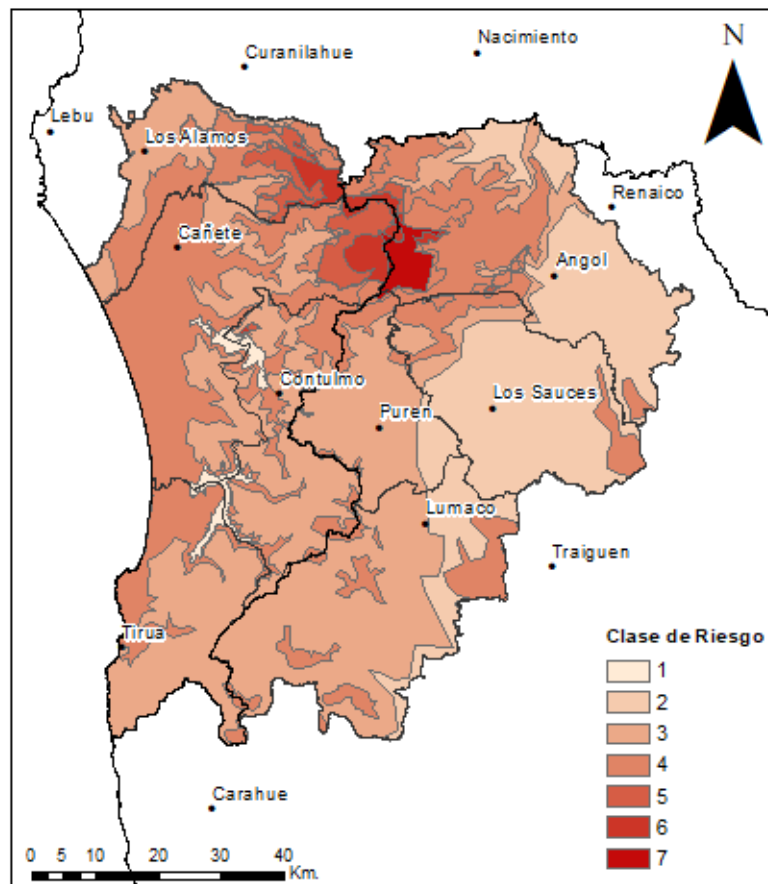 Nacimiento
N
Curanilahue
Lebu
Los Alamos
Renaico
Cañete
Angol
Contulmo
Los Sauces
Puren
Lumaco
Traiguen
Tirua
Clase de Riesgo
1
2
3
4
5
6
7
Carahue
0 5 10 20 30 40
Km.